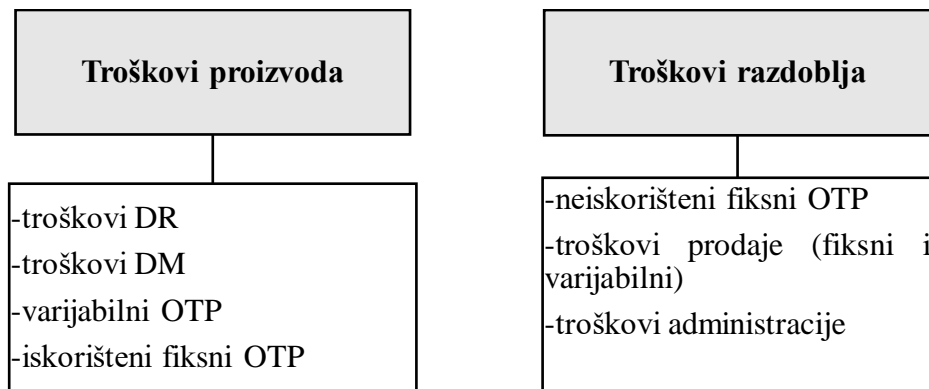 Troškovi proizvoda
-troškovi DR
-troškovi DM
-varijabilni OTP
-iskorišteni fiksni OTP
Troškovi razdoblja
-neiskorišteni fiksni OTP
-troškovi prodaje (fiksni i
varijabilni)
-troškovi administracije